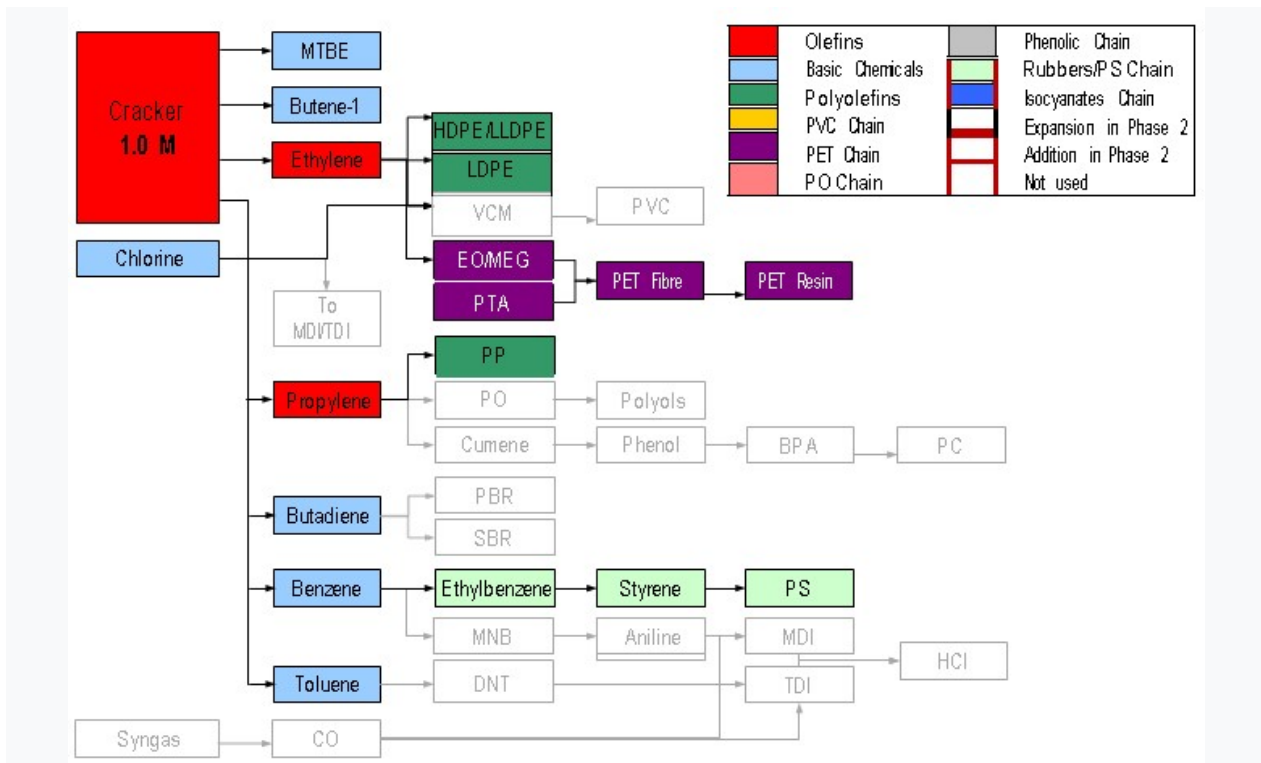 Cracker
1.0 M
MTBE
Butene-1
Ethylene
HDPE/LLDPE
LDPE
VCM
PVC
Chlorine
To
MDI/TDI
EO/MEG
PTA
PET Fibre
PET Resin
PP
Propylene
PO
Polyols
Cumene
Phenol
BPA
PC
Butadiene
PBR
SBR
Benzene
Ethylbenzene
Styrene
PS
MNB
Aniline
MDI
HCl
Toluene
DNT
TDI
Syngas
CO
Olefins
Basic Chemicals
Polyolefins
PVC Chain
PET Chain
PO Chain
Phenolic Chain
Rubbers/PS Chain
Isocyanates Chain
Expansion in Phase 2
Addition in Phase 2
Not used